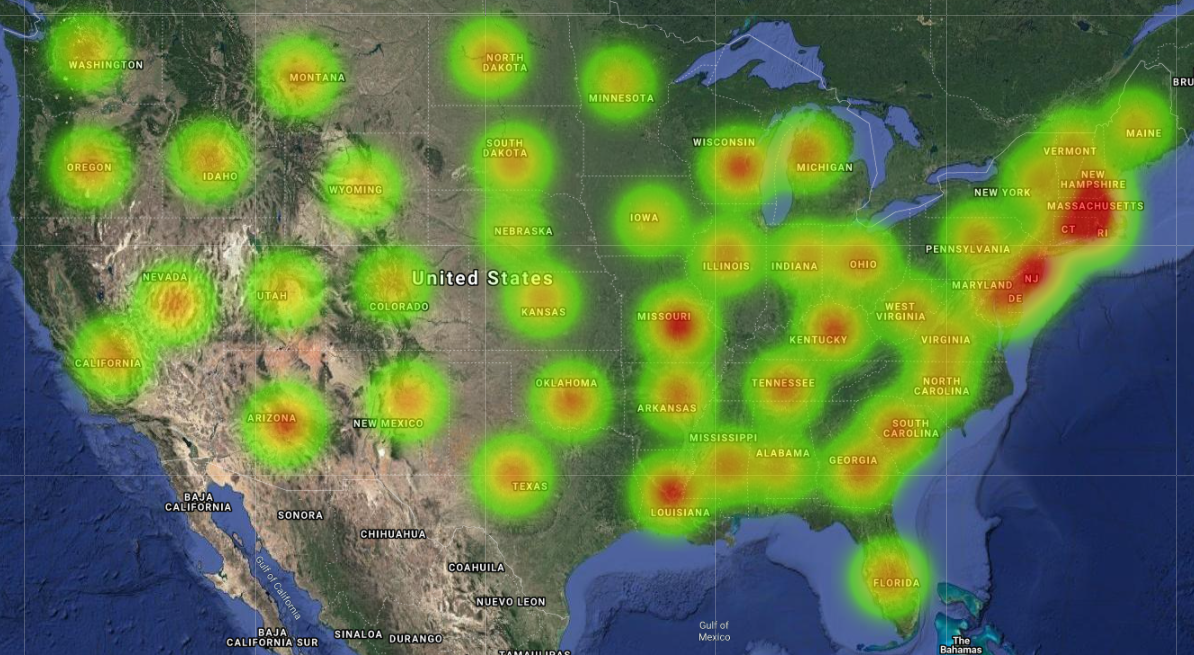 BRU
WASHINGTON
MONTANA
NORTH
DAKOTA
MINNESOTA
MAINE
OREGON
IDAHO
WYOMING
SOUTH
DAKOTA
WISCONSIN
MICHIGAN
VERMONT
NEW
HAMPSHIRE
NEW YORK
MASSACHUSETTS
CT
RI
IOWA
NEBRASKA
PENNSYLVANIA
NEVADA
UTAH
COLORADO
United States
ILLINOIS
INDIANA
OHIO
MARYLAND
NJ
DE
KANSAS
MISSOURI
WEST
VIRGINIA
KENTUCKY
VIRGINIA
CALIFORNIA
OKLAHOMA
TENNESSEE
NORTH
CAROLINA
ARIZONA
NEW MEXICO
ARKANSAS
SOUTH
CAROLINA
MISSISSIPPI
ALABAMA
GEORGIA
TEXAS
LOUISIANA
BAJA
CALIFORNIA
SONORA
CHIHUAHUA
COAHUILA
FLORIDA
Gulf of California
NUEVO LEON
BAJA
CALIFORNIA SUR
SINALOA
DURANGO
Gulf of
Mexico
The
Bahamas
TAMAULIPAS